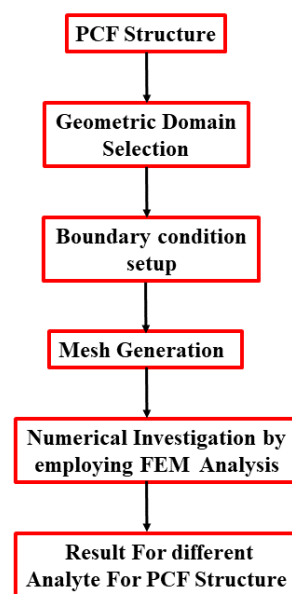 PCF Structure
Geometric Domain
Selection
Boundary condition
setup
Mesh Generation
Numerical Investigation by
employing FEM Analysis
Result For different
Analyte For PCF Structure